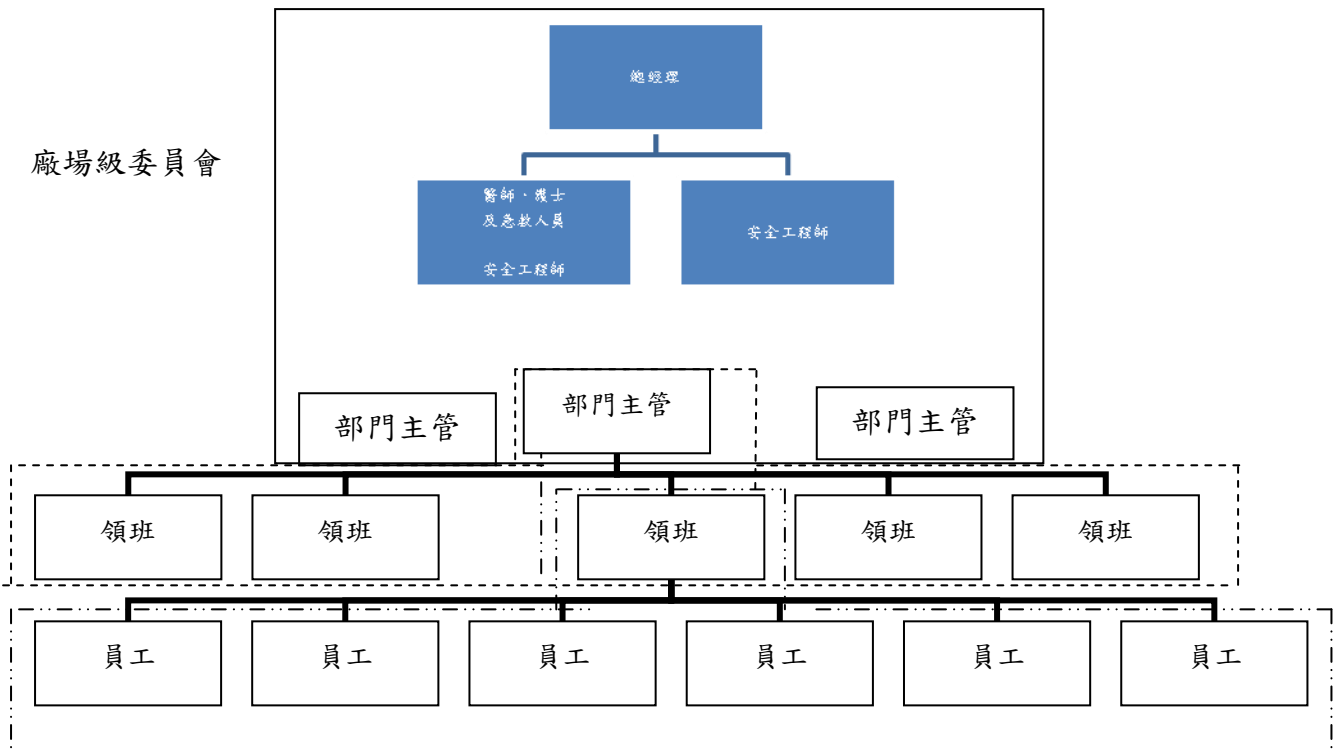 總經理
廠場級委員會
醫師、護士
及急救人員
安全工程師
安全工程師
部門主管
部門主管
部門主管
領班
領班
領班
領班
領班
員工
員工
員工
員工
員工
員工